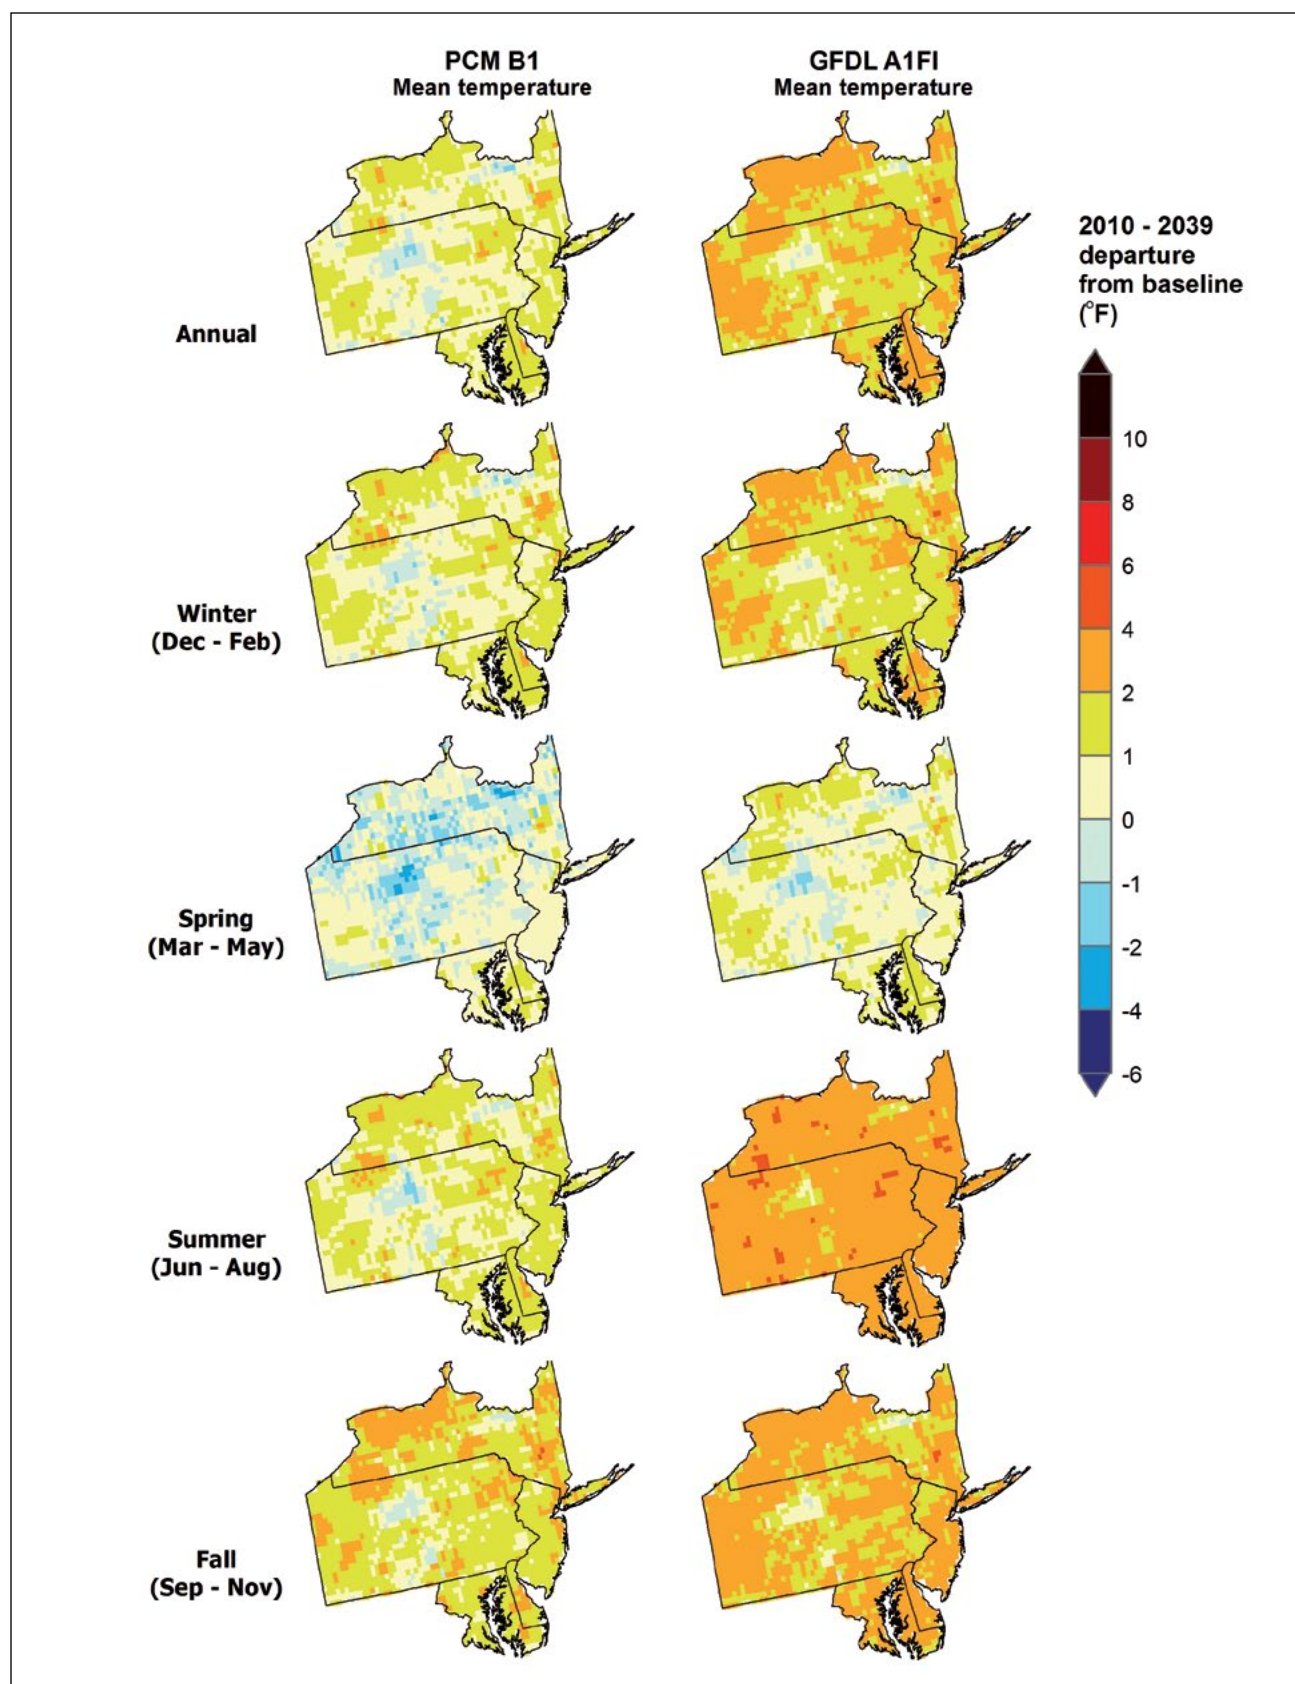 PCM B1
Mean temperature
GFDL A1FI
Mean temperature
2010 - 2039
departure
from baseline
(°F)
Annual
10
8
6
Winter
(Dec - Feb)
4
2
1
0
-1
Spring
(Mar - May)
-2
-4
-6
Summer
(Jun - Aug)
Fall
(Sep - Nov)